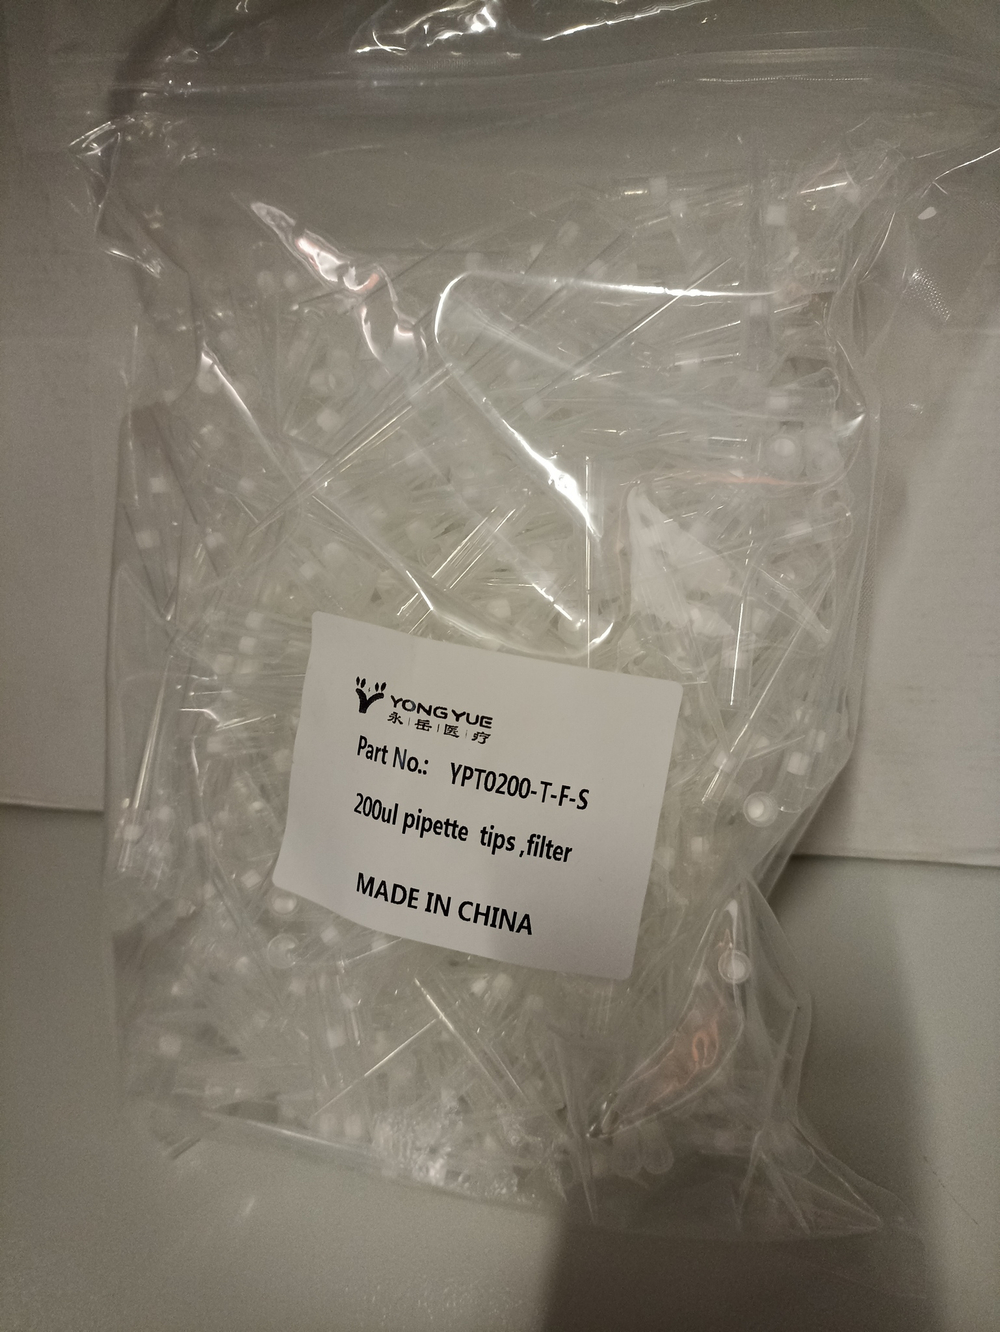 YONGYUE
永岳医疗
Part No.: YPT0200-T-F-S
200ul pipette tips ,filter
MADE IN CHINA